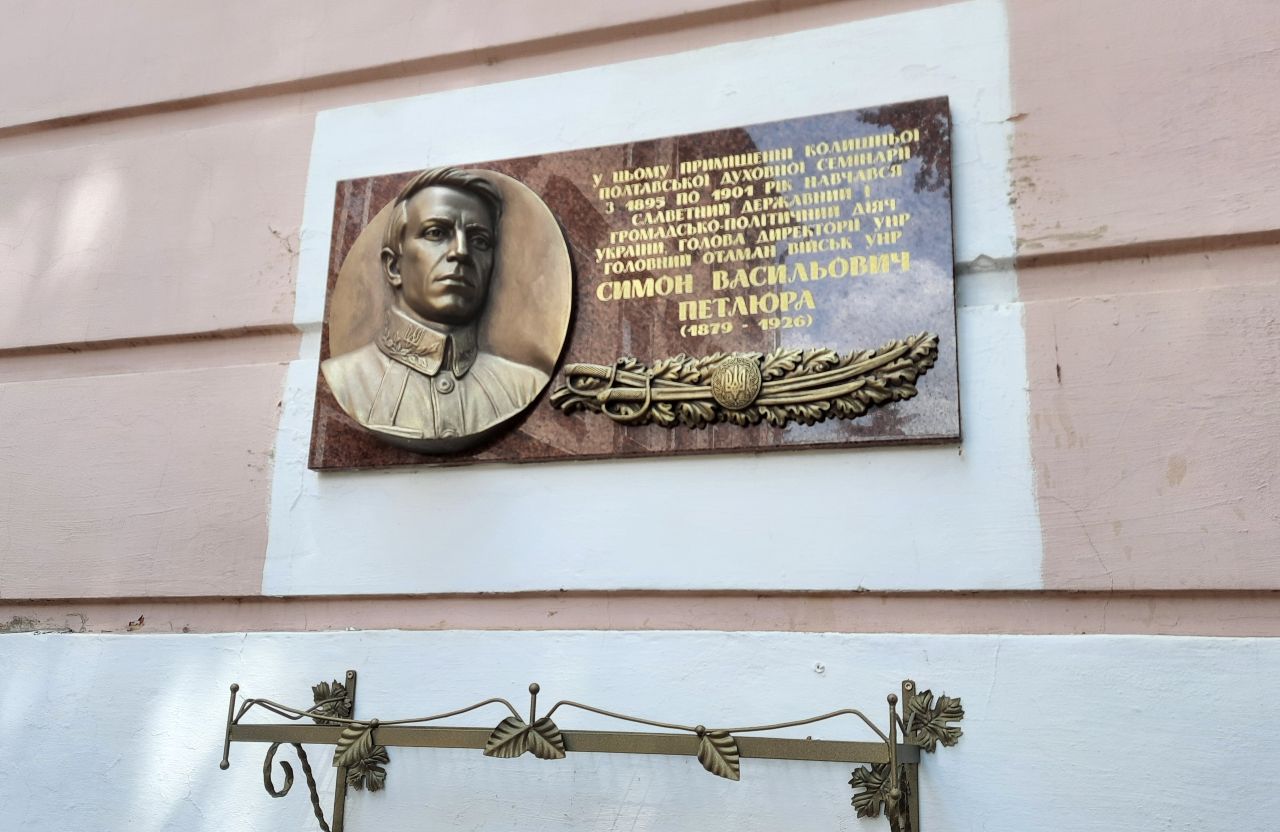 У ЦЬОМУ ПРИМІЩЕННІ КОЛИШНЬОЇ
ПОЛТАВСЬКОЇ ДУХОВНОЇ СЕМІНАРІЇ
З 1895 ПО 1901 РІК НАВЧАВСЯ
СЛАВЕТНИЙ ДЕРЖАВНИЙ І
ГРОМАДСЬКО-ПОЛІТИЧНИЙ ДІЯЧ
УКРАЇНИ, ГОЛОВА ДИРЕКТОРІЇ УНР
ГОЛОВНИЙ ОТАМАН ВІЙСЬК УНР
СИМОН ВАСИЛЬОВИЧ
ПЕТЛЮРА
(1879 - 1926)